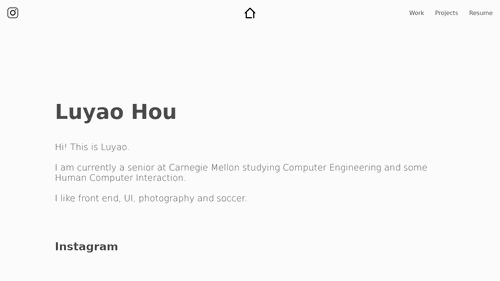 Work Projects Resume
Luyao Hou
Hi! This is Luyao.
I am currently a senior at Carnegie Mellon studying Computer Engineering and some
Human Computer Interaction.
I like front end, UI, photography and soccer.
Instagram